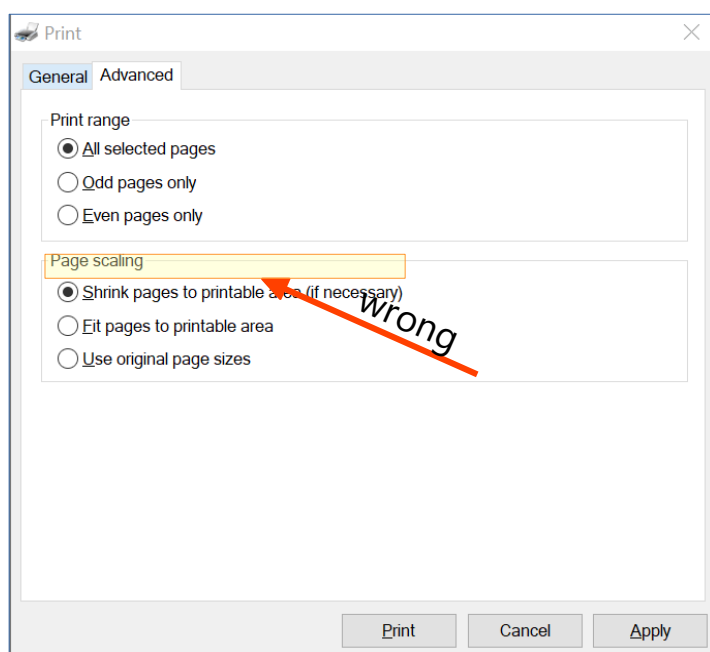 Print
General Advanced
Print range
All selected pages
Odd pages only
Even pages only
Page scaling
Shrink pages to printable area (if necessary)
wrong
Fit pages to printable area
Use original page sizes
Print Cancel Apply